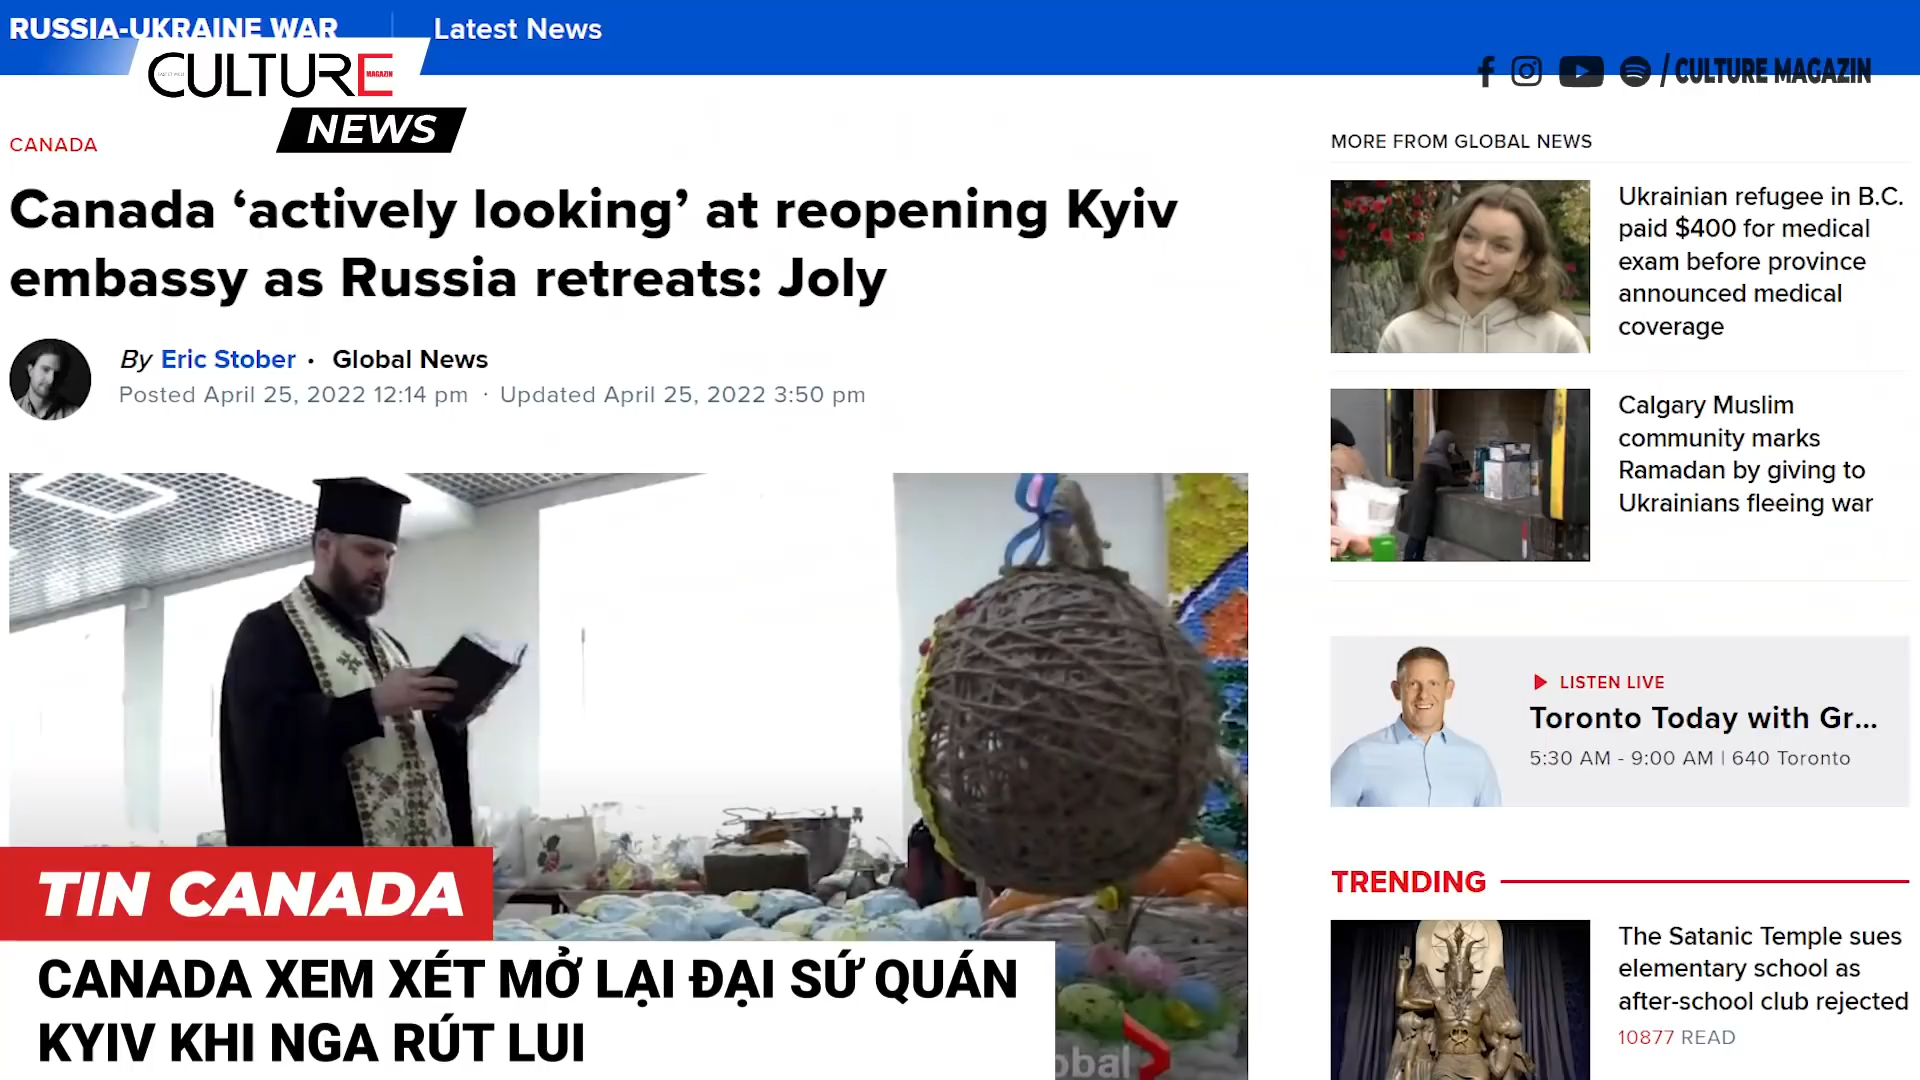 RUSSIA-UKRAINE WAR
Latest News
CULTURE
MAGAZIN
NEWS
/ CULTURE MAGAZIN
CANADA
Canada ‘actively looking’ at reopening Kyiv
embassy as Russia retreats: Joly
By Eric Stober · Global News
Posted April 25, 2022 12:14 pm · Updated April 25, 2022 3:50 pm
MORE FROM GLOBAL NEWS
Ukrainian refugee in B.C.
paid $400 for medical
exam before province
announced medical
coverage
Calgary Muslim
community marks
Ramadan by giving to
Ukrainians fleeing war
LISTEN LIVE
Toronto Today with Gr...
5:30 AM - 9:00 AM | 640 Toronto
TRENDING
The Satanic Temple sues
elementary school as
after-school club rejected
10877 READ
TIN CANADA
CANADA XEM XÉT MỞ LẠI ĐẠI SỨ QUÁN
KYIV KHI NGA RÚT LUI
obal